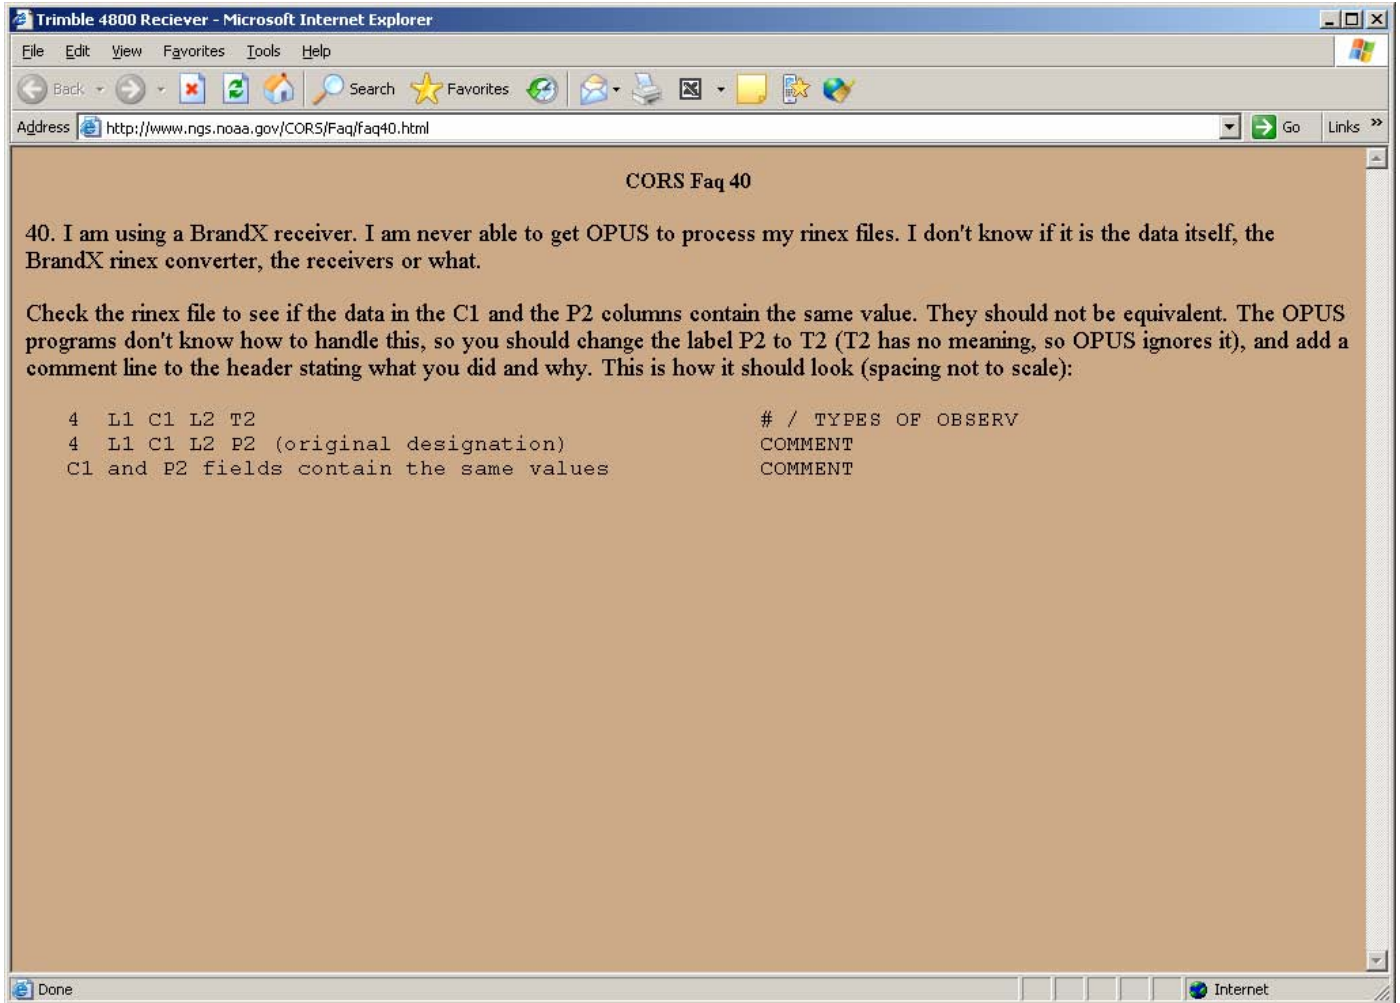 Trimble 4800 Reciever - Microsoft Internet Explorer
File Edit View Favorites Tools Help
Back Search Favorites
Address http://www.ngs.noaa.gov/CORS/Faq/faq40.html Go Links »
CORS Faq 40
40. I am using a BrandX receiver. I am never able to get OPUS to process my rinex files. I don't know if it is the data itself, the
BrandX rinex converter, the receivers or what.
Check the rinex file to see if the data in the C1 and the P2 columns contain the same value. They should not be equivalent. The OPUS
programs don't know how to handle this, so you should change the label P2 to T2 (T2 has no meaning, so OPUS ignores it), and add a
comment line to the header stating what you did and why. This is how it should look (spacing not to scale):
4 L1 C1 L2 T2 # / TYPES OF OBSERV
4 L1 C1 L2 P2 (original designation) COMMENT
C1 and P2 fields contain the same values COMMENT
Done Internet